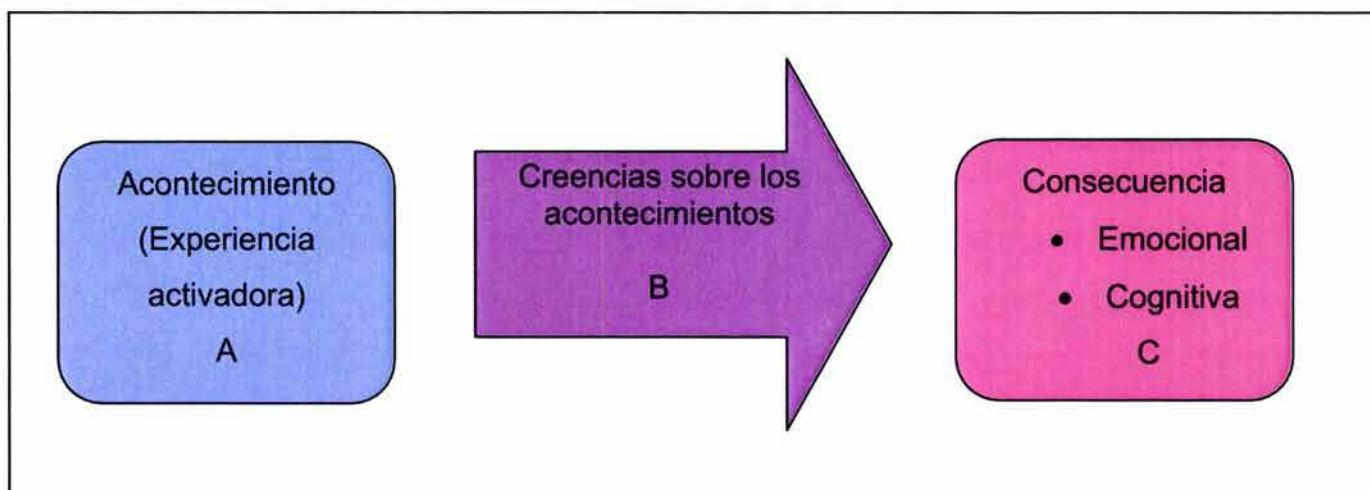 Acontecimiento
(Experiencia
activadora)
A
Creencias sobre los
acontecimientos
B
Consecuencia
• Emocional
• Cognitiva
C